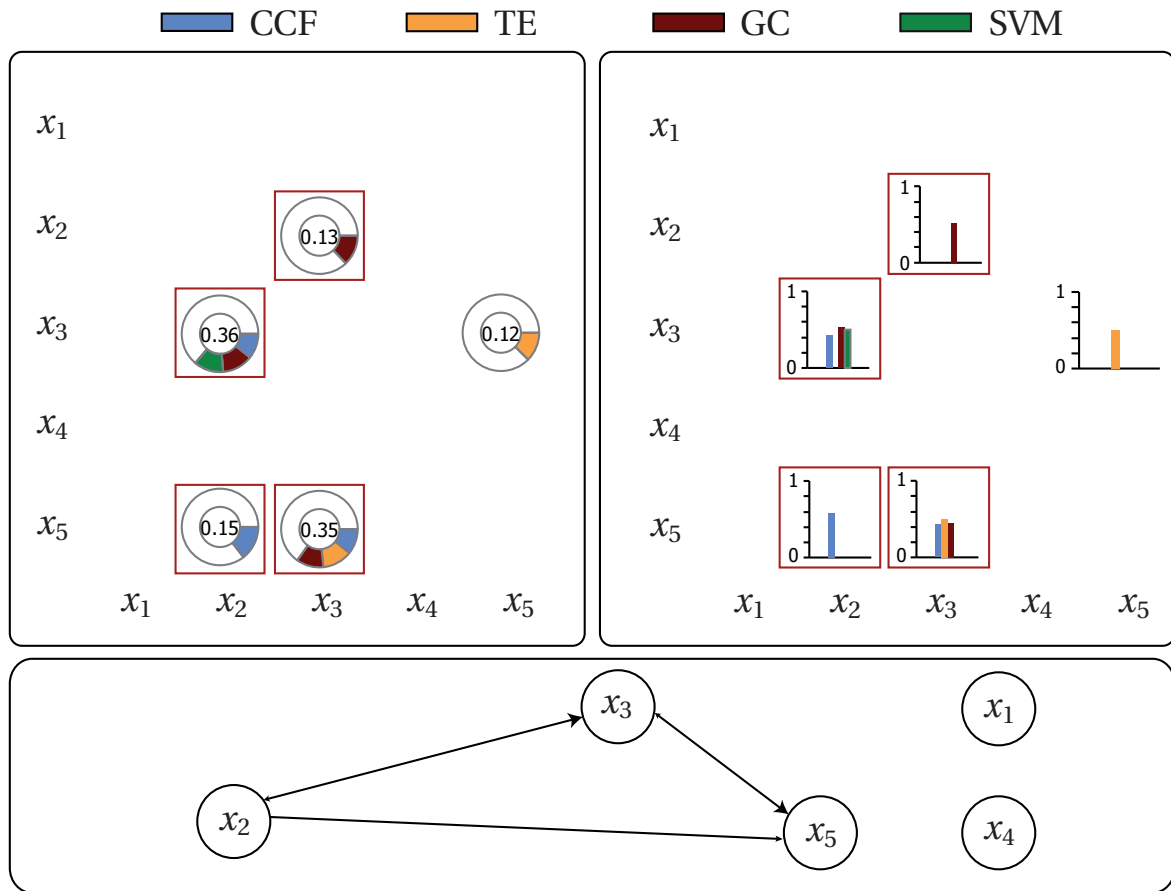 CCF TE GC SVM
x₁
x₂ 0.13
x₃ 0.36 0.12
x₄
x₅ 0.15 0.35
x₁ x₂ x₃ x₄ x₅
x₁
x₂ 1 0
x₃ 1 0 1 0
x₄
x₅ 1 0 1 0
x₁ x₂ x₃ x₄ x₅
x₃ x₁
x₂ x₅ x₄